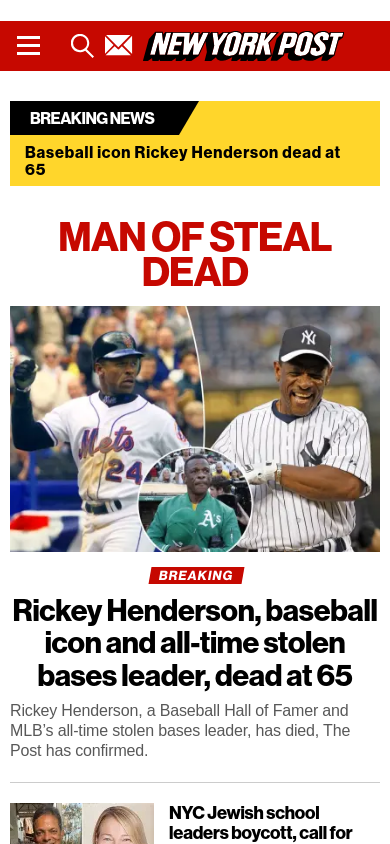 NEW YORK POST
BREAKING NEWS
Baseball icon Rickey Henderson dead at
65
MAN OF STEAL
DEAD
Mets
24
NY
A's
BREAKING
Rickey Henderson, baseball
icon and all-time stolen
bases leader, dead at 65
Rickey Henderson, a Baseball Hall of Famer and
MLB’s all-time stolen bases leader, has died, The
Post has confirmed.
NYC Jewish school
leaders boycott, call for